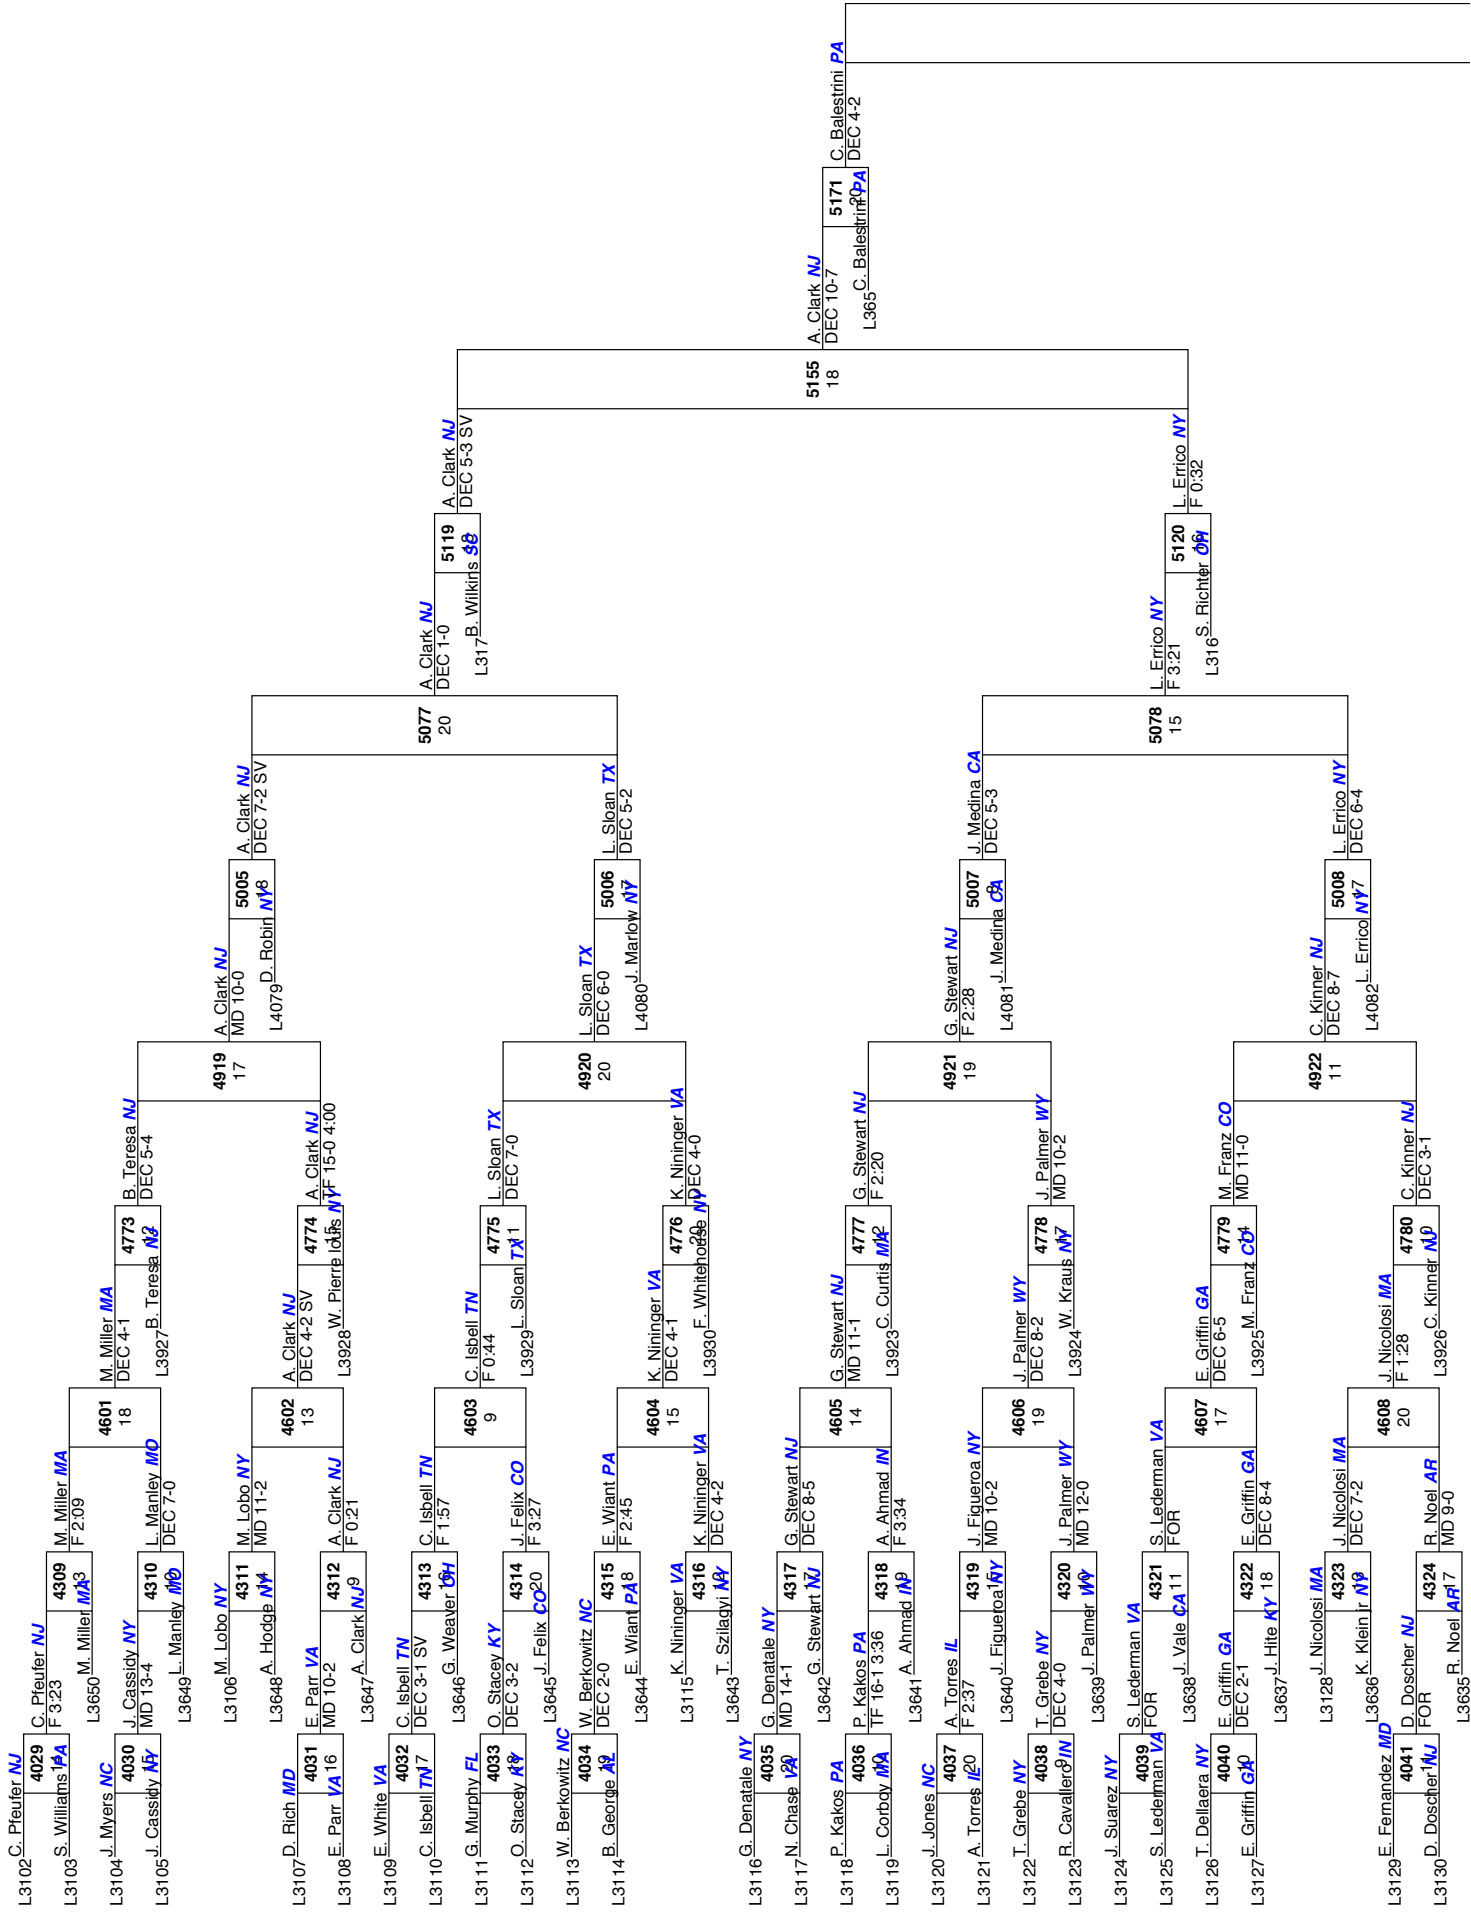 L3102 C. Pfeufer NJ
L3103 S. Williams PA
L3104 J. Myers NC
L3105 J. Cassidy NY
L3107 D. Rich MD
L3108 E. Parr VA
L3109 E. White VA
L3110 C. Isbell TN
L3111 G. Murphy FL
L3112 O. Stacey KY
L3113 W. Berkowitz NC
L3114 B. George AL
L3116 G. Denatale NY
L3117 N. Chase VA
L3118 P. Kakos PA
L3119 L. Corboy MA
L3120 J. Jones NC
L3121 A. Torres IL
L3122 T. Grebe NY
L3123 R. Cavallero IN
L3124 J. Suarez NY
L3125 S. Lederman VA
L3126 T. Dellaera NY
L3127 E. Griffin GA
L3129 E. Fernandez MD
L3130 D. Doscher NJ
4029
4030
4031
16
4032
17
4033
4034
4035
20
4036
4037
20
4038
9
4039
4040
10
4041
C. Pfeufer NJ
F 3:23
L3650 M. Miller MA
J. Cassidy NY
MD 13-4
L3649 L. Manley MO
L3106 M. Lobo NY
L3648 A. Hodge NY
E. Parr VA
MD 10-2
L3647 A. Clark NJ
C. Isbell TN
DEC 3-1 SV
L3646 G. Weaver OH
O. Stacey KY
DEC 3-2
L3645 J. Felix CO
W. Berkowitz NC
DEC 2-0
L3644 E. Wiant PA
L3115 K. Nininger VA
L3643 T. Szilagyi NY
G. Denatale NY
MD 14-1
L3642 G. Stewart NJ
P. Kakos PA
TF 16-1 3:36
L3641 A. Ahmad IN
A. Torres IL
F 2:37
L3640 J. Figueroa NY
T. Grebe NY
DEC 4-0
L3639 J. Palmer WY
S. Lederman VA
FOR
L3638 J. Vale CA
E. Griffin GA
DEC 2-1
L3637 J. Hite KY
L3128 J. Nicolosi MA
L3636 K. Klein jr NY
D. Doscher NJ
FOR
L3635 R. Noel AR
4309
13
4310
4311
14
4312
9
4313
4314
20
4315
18
4316
4317
17
4318
19
4319
15
4320
4321
11
4322
18
4323
4324
17
M. Miller MA
F 2:09
L. Manley MO
DEC 7-0
M. Lobo NY
MD 11-2
A. Clark NJ
F 0:21
C. Isbell TN
F 1:57
J. Felix CO
F 3:27
E. Wiant PA
F 2:45
K. Nininger VA
DEC 4-2
G. Stewart NJ
DEC 8-5
A. Ahmad IN
F 3:34
J. Figueroa NY
MD 10-2
J. Palmer WY
MD 12-0
S. Lederman VA
FOR
E. Griffin GA
DEC 8-4
J. Nicolosi MA
DEC 7-2
R. Noel AR
MD 9-0
4601
18
4602
13
4603
9
4604
15
4605
14
4606
19
4607
17
4608
20
M. Miller MA
DEC 4-1
L3927 B. Teresa NJ
A. Clark NJ
DEC 4-2 SV
L3928 W. Pierre louis NY
C. Isbell TN
F 0:44
L3929 L. Sloan TX
K. Nininger VA
DEC 4-1
L3930 F. Whitehouse NY
G. Stewart NJ
MD 11-1
L3923 C. Curtis MA
J. Palmer WY
DEC 8-2
L3924 W. Kraus NY
E. Griffin GA
DEC 6-5
L3925 M. Franz CO
J. Nicolosi MA
F 1:28
L3926 C. Kinner NJ
4773
4774
15
4775
11
4776
20
4777
12
4778
17
4779
14
4780
10
B. Teresa NJ
DEC 5-4
A. Clark NJ
TF 15-0 4:00
L. Sloan TX
DEC 7-0
K. Nininger VA
DEC 4-0
G. Stewart NJ
F 2:20
J. Palmer WY
MD 10-2
M. Franz CO
MD 11-0
C. Kinner NJ
DEC 3-1
4919
17
4920
20
4921
19
4922
11
A. Clark NJ
MD 10-0
L4079 D. Robin NY
L. Sloan TX
DEC 6-0
L4080 J. Marlow NY
G. Stewart NJ
F 2:28
L4081 J. Medina CA
C. Kinner NJ
DEC 8-7
L4082 L. Errico NY
5005
18
5006
17
5007
5008
17
A. Clark NJ
DEC 7-2 SV
L. Sloan TX
DEC 5-2
J. Medina CA
DEC 5-3
L. Errico NY
DEC 6-4
5077
20
5078
15
A. Clark NJ
DEC 1-0
L317 B. Wilkins SC
L. Errico NY
F 3:21
L316 S. Richter OH
5119
5120
16
A. Clark NJ
DEC 5-3 SV
L. Errico NY
F 0:32
5155
18
A. Clark NJ
DEC 10-7
L365 C. Balestrini PA
5171
20
C. Balestrini PA
DEC 4-2